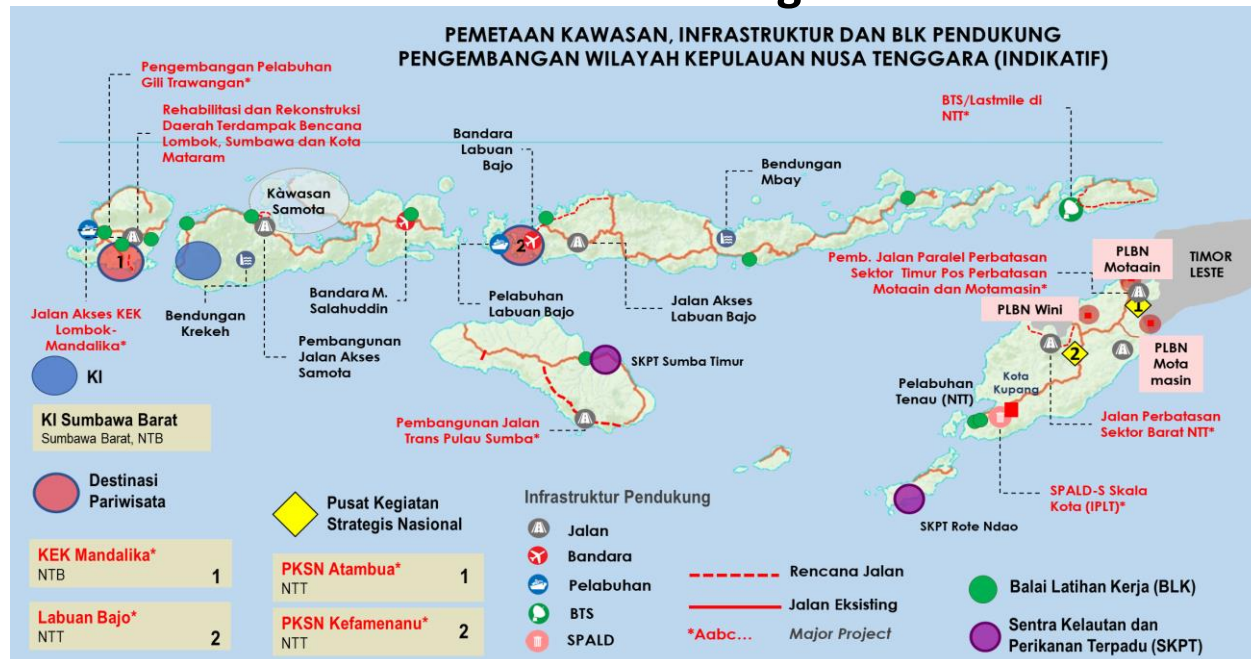 g
PEMETAAN KAWASAN, INFRASTRUKTUR DAN BLK PENDUKUNG
PENGEMBANGAN WILAYAH KEPULAUAN NUSA TENGGARA (INDIKATIF)
Pengembangan Pelabuhan
Gili Trawangan*
Rehabilitasi dan Rekonstruksi
Daerah Terdampak Bencana
Lombok, Sumbawa dan Kota
Mataram
Kawasan
Samota
Bandara
Labuan
Bajo
Bendungan
Mbay
BTS/Lastmile di
NTT*
1
2
Jalan Akses KEK
Lombok-
Mandalika*
Bendungan
Krekeh
Pembangunan
Jalan Akses
Samota
Bandara M.
Salahuddin
Pelabuhan
Labuan Bajo
Jalan Akses
Labuan Bajo
Pemb. Jalan Paralel Perbatasan
Sektor Timur Pos Perbatasan
Motaain dan Motamasin*
PLBN
Motaain
TIMOR
LESTE
PLBN Wini
1
2
PLBN
Mota
masin
SKPT Sumba Timur
Pembangunan Jalan
Trans Pulau Sumba*
Pelabuhan
Tenau (NTT)
Kota
Kupang
Jalan Perbatasan
Sektor Barat NTT*
SPALD-S Skala
Kota (IPLT)*
SKPT Rote Ndao
KI
KI Sumbawa Barat
Sumbawa Barat, NTB
Destinasi
Pariwisata
KEK Mandalika*
NTB 1
Labuan Bajo*
NTT 2
Pusat Kegiatan
Strategis Nasional
PKSN Atambua*
NTT 1
PKSN Kefamenanu*
NTT 2
Infrastruktur Pendukung
Jalan
Bandara
Pelabuhan
BTS
SPALD
Rencana Jalan
Jalan Eksisting
*Aabc... Major Project
Balai Latihan Kerja (BLK)
Sentra Kelautan dan
Perikanan Terpadu (SKPT)